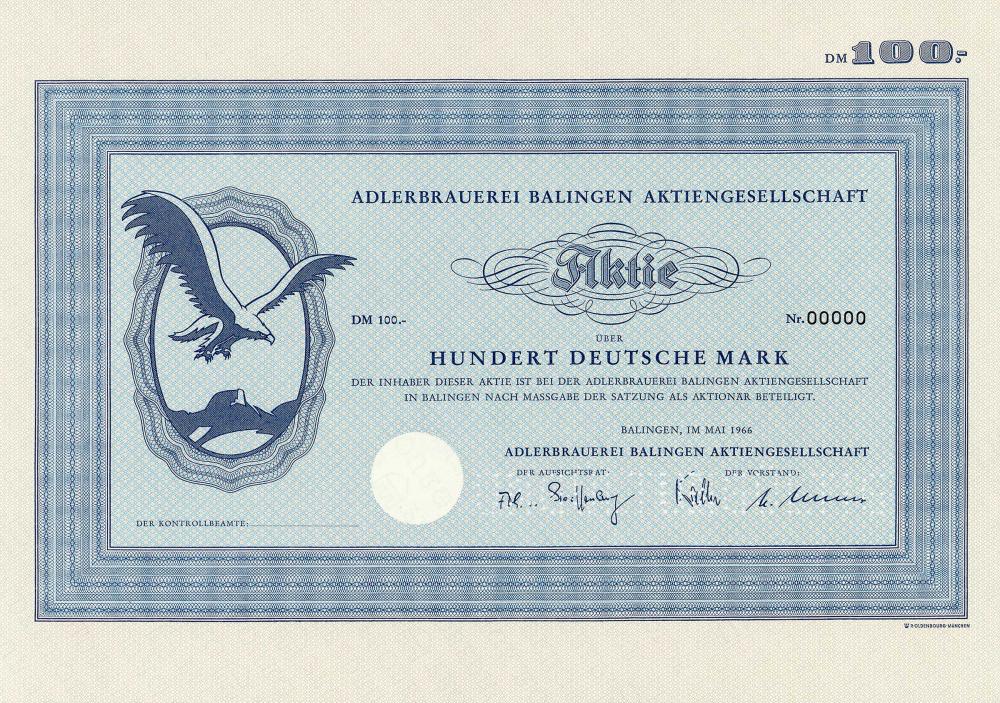 DM 100.-
ADLERBRAUEREI BALINGEN AKTIENGESELLSCHAFT
Aktie
DM 100.-
Nr. 00000
ÜBER
HUNDERT DEUTSCHE MARK
DER INHABER DIESER AKTIE IST BEI DER ADLERBRAUEREI BALINGEN AKTIENGESELLSCHAFT
IN BALINGEN NACH MASSGABE DER SATZUNG ALS AKTIONÄR BETEILIGT.
BALINGEN, IM MAI 1966
ADLERBRAUEREI BALINGEN AKTIENGESELLSCHAFT
DER AUFSICHTSRAT:
DER VORSTAND:
DER KONTROLLBEAMTE:
R. OLDENBOURG MÜNCHEN